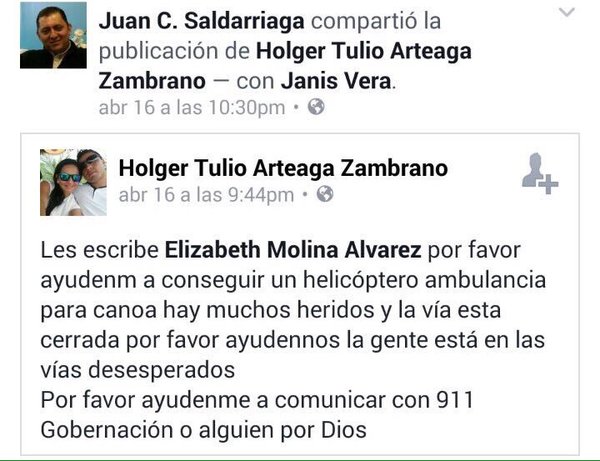 Juan C. Saldarriaga compartió la
publicación de Holger Tulio Arteaga
Zambrano — con Janis Vera.
abr 16 a las 10:30pm •
Holger Tulio Arteaga Zambrano
abr 16 a las 9:44pm •
Les escribe Elizabeth Molina Alvarez por favor
ayudenm a conseguir un helicóptero ambulancia
para canoa hay muchos heridos y la vía esta
cerrada por favor ayudennos la gente está en las
vías desesperados
Por favor ayudenme a comunicar con 911
Gobernación o alguien por Dios